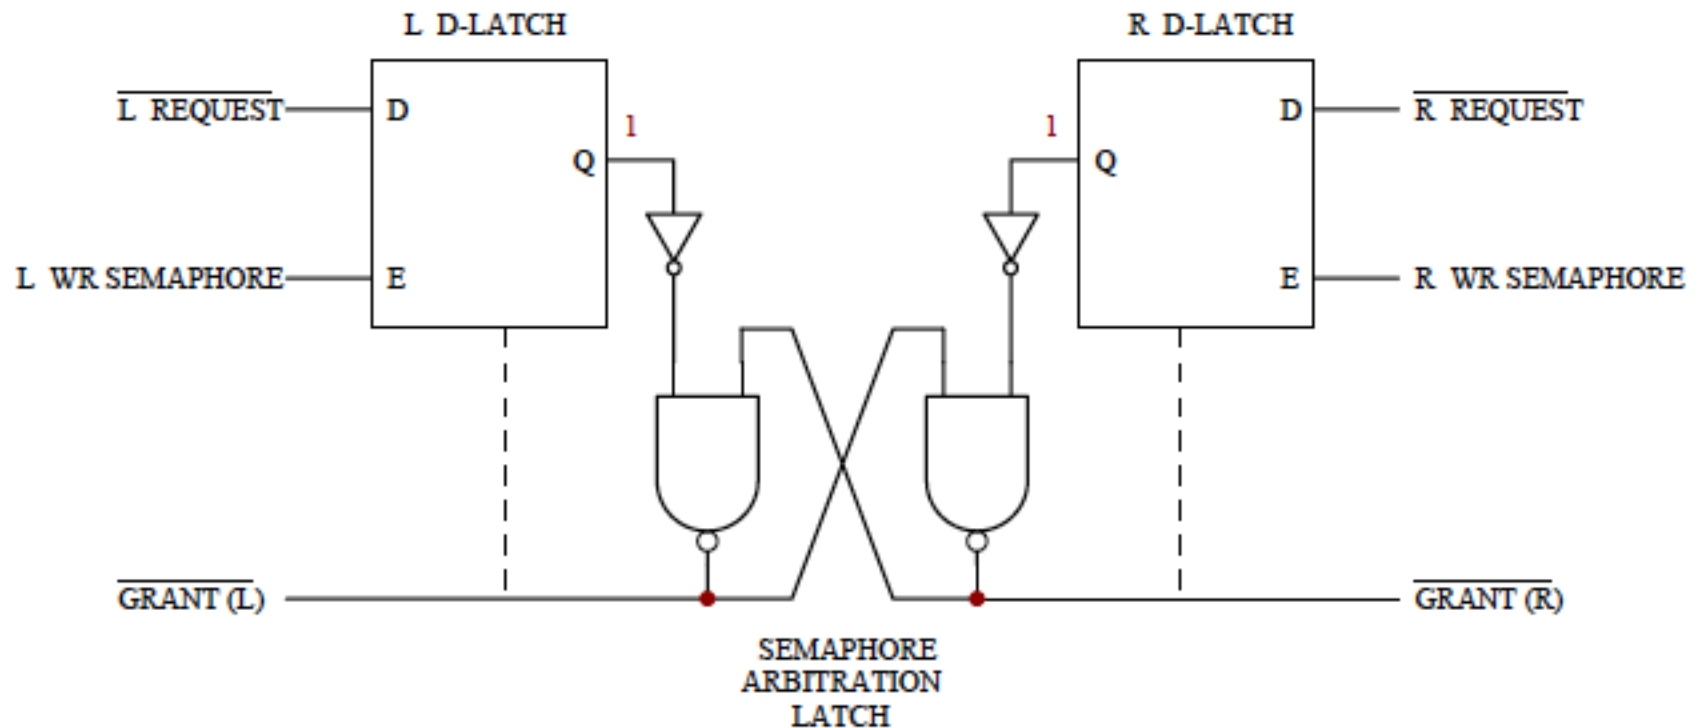 L D-LATCH
R D-LATCH
L REQUEST
D
D
R REQUEST
1
1
Q
Q
L WR SEMAPHORE
E
E
R WR SEMAPHORE
GRANT (L)
GRANT (R)
SEMAPHORE
ARBITRATION
LATCH